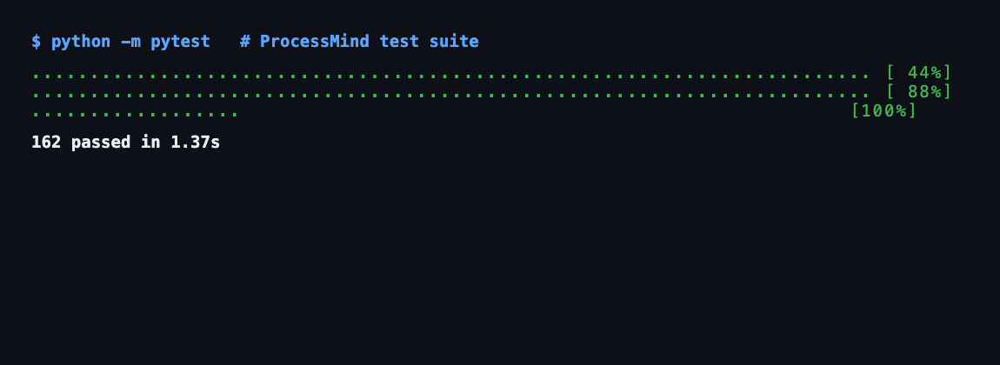 $ python -m pytest   # ProcessMind test suite
........................................................................ [ 44%]
........................................................................ [ 88%]
..................                                                       [100%]
162 passed in 1.37s